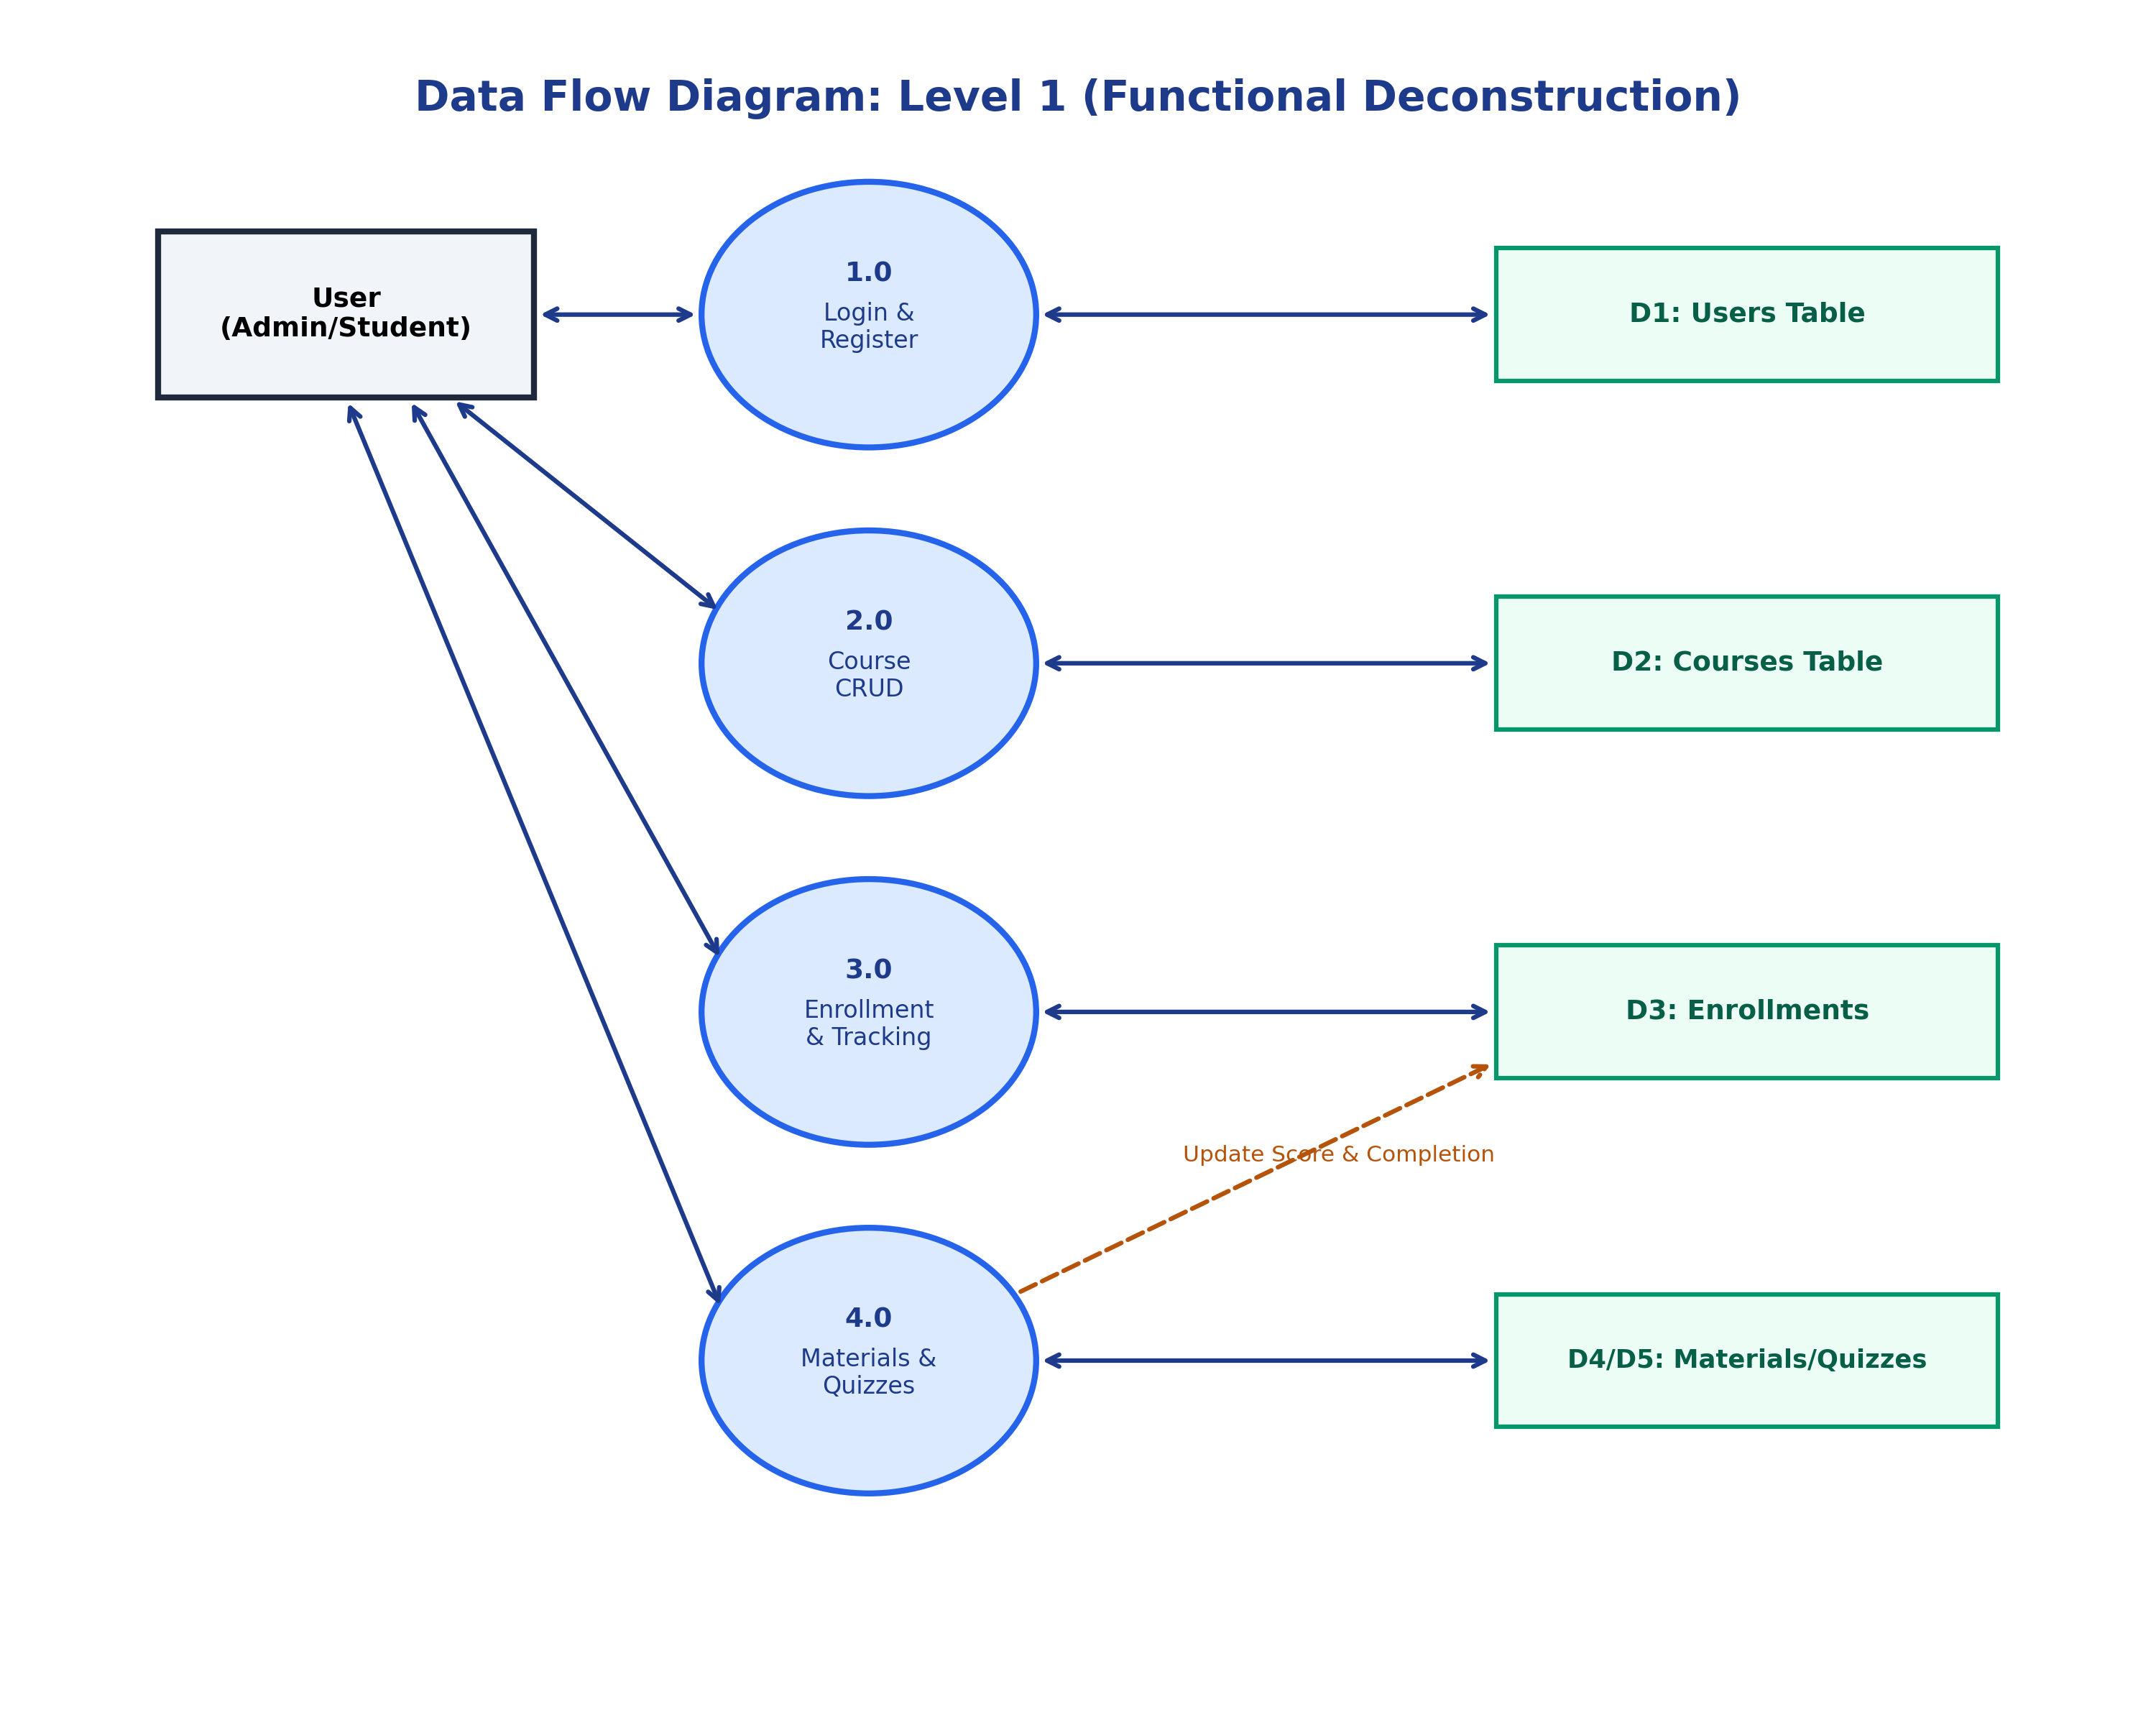 Data Flow Diagram: Level 1 (Functional Deconstruction)
User
(Admin/Student)
1.0
Login &
Register
D1: Users Table
2.0
Course
CRUD
D2: Courses Table
3.0
Enrollment
& Tracking
D3: Enrollments
Update Score & Completion
4.0
Materials &
Quizzes
D4/D5: Materials/Quizzes